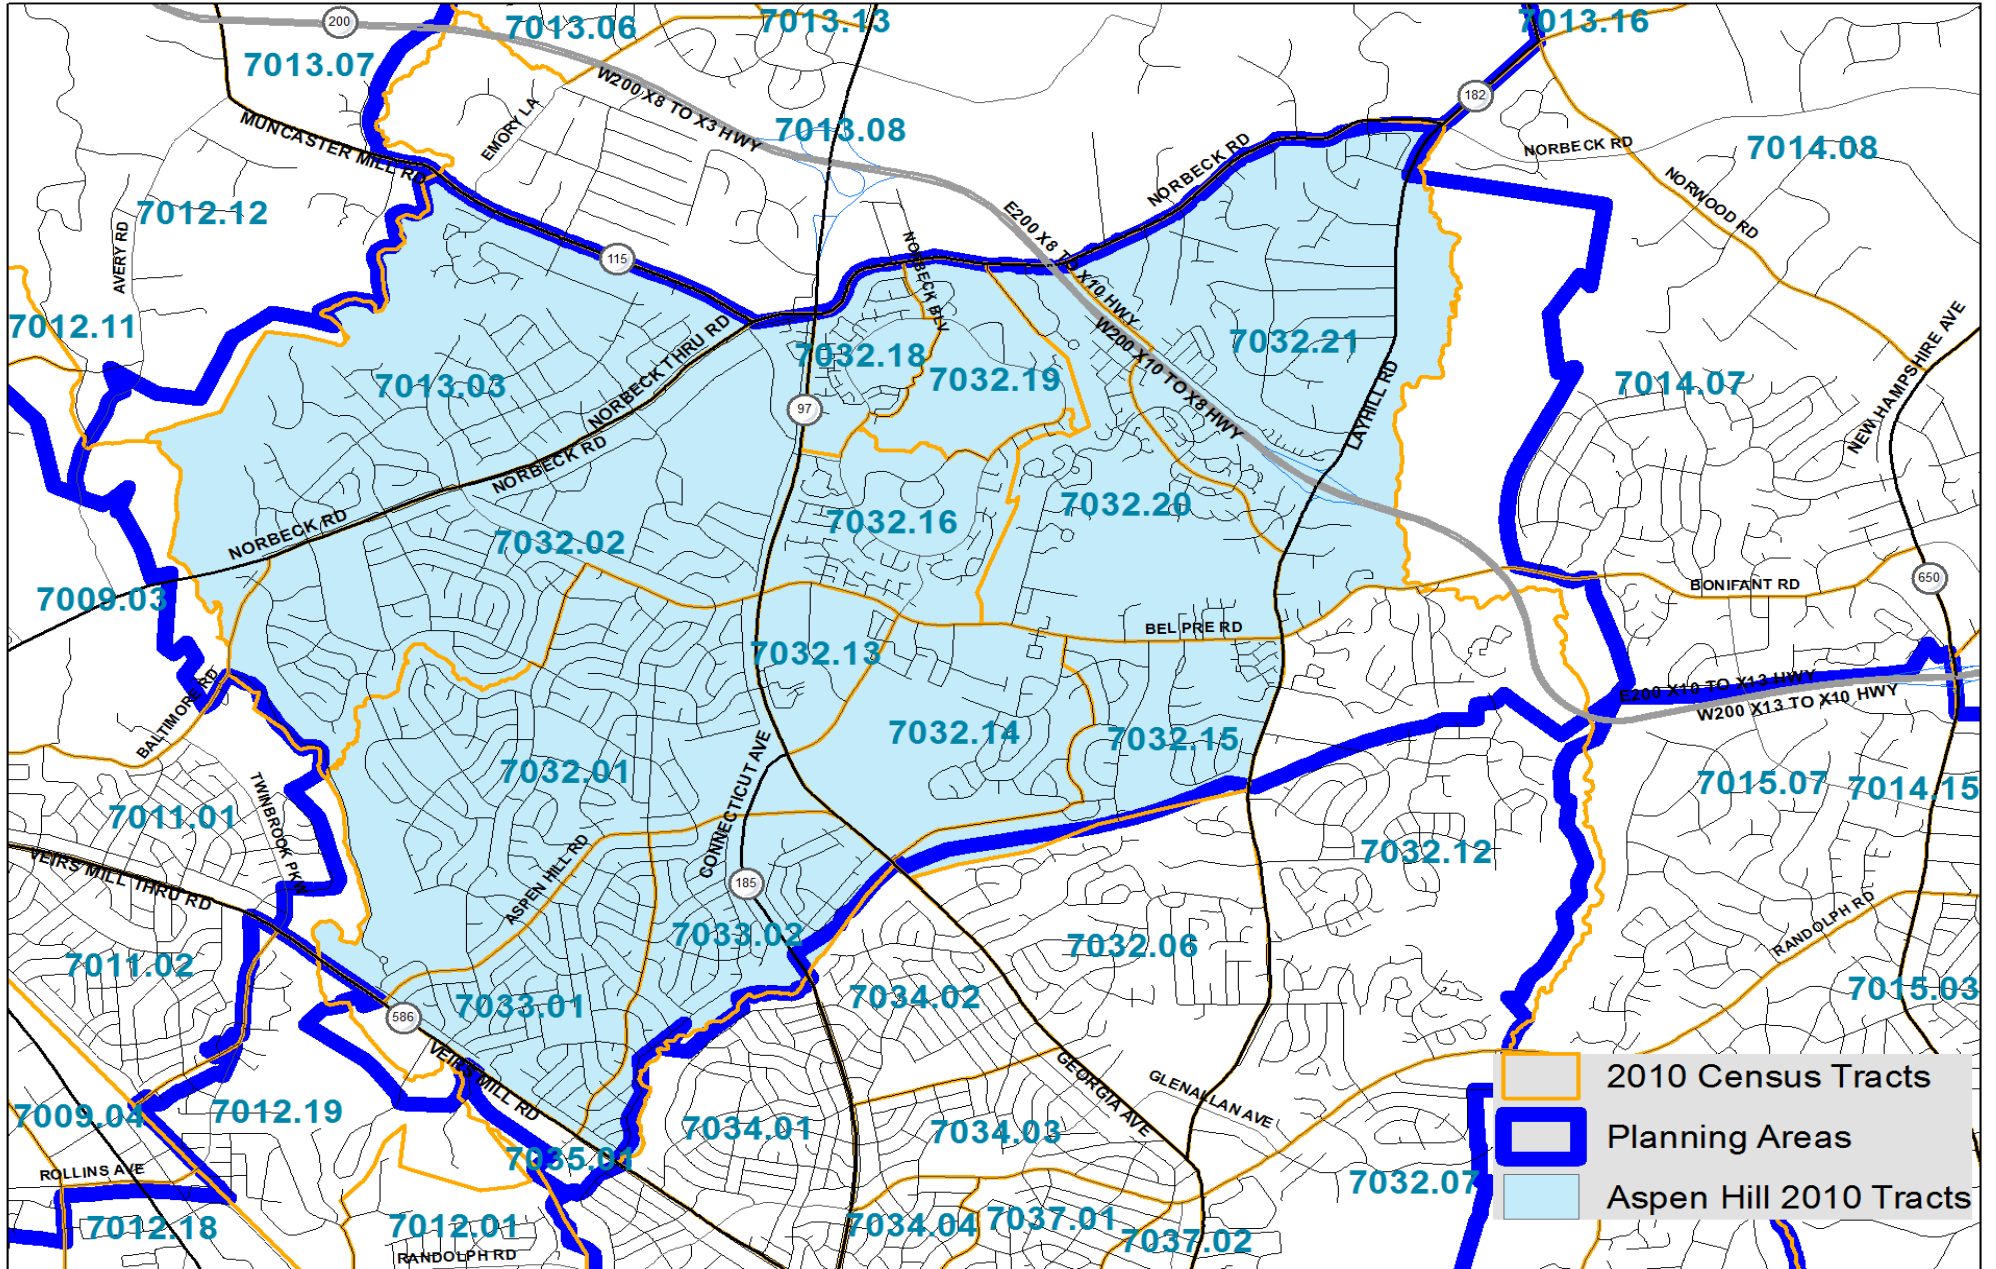 200
7013.06
7013.13
7013.16
7013.07
W200 X8 TO X3 HWY
182
MUNCASTER MILL RD
EMORY LA
7013.08
NORBECK RD
NORBECK RD
7014.08
7012.12
AVERY RD
115
NORBECK BLV
E200 X8 TO X10 HWY
NORWOOD RD
7012.11
7013.03
NORBECK THRU RD
7032.18
7032.19
W200 X10 TO X8 HWY
7032.21
LAYHILL RD
7014.07
NEW HAMPSHIRE AVE
97
NORBECK RD
NORBECK RD
7032.02
7032.16
7032.20
7009.03
BONIFANT RD
650
BEL PRE RD
7032.13
BALTIMORE RD
E200 X10 TO X13 HWY
W200 X13 TO X10 HWY
7032.14
7032.15
7032.01
CONNECTICUT AVE
7015.07
7014.15
7011.01
TWINBROOK PKW
VEIRS MILL THRU RD
ASPEN HILL RD
185
7032.12
7033.02
7032.06
RANDOLPH RD
7011.02
7033.01
7034.02
7015.03
586
VEIRS MILL RD
GEORGIA AVE
GLENALLAN AVE
7009.04
7012.19
7034.01
7034.03
ROLLINS AVE
7035.01
7032.07
7012.18
7012.01
RANDOLPH RD
7034.04
7037.01
7037.02
2010 Census Tracts
Planning Areas
Aspen Hill 2010 Tracts